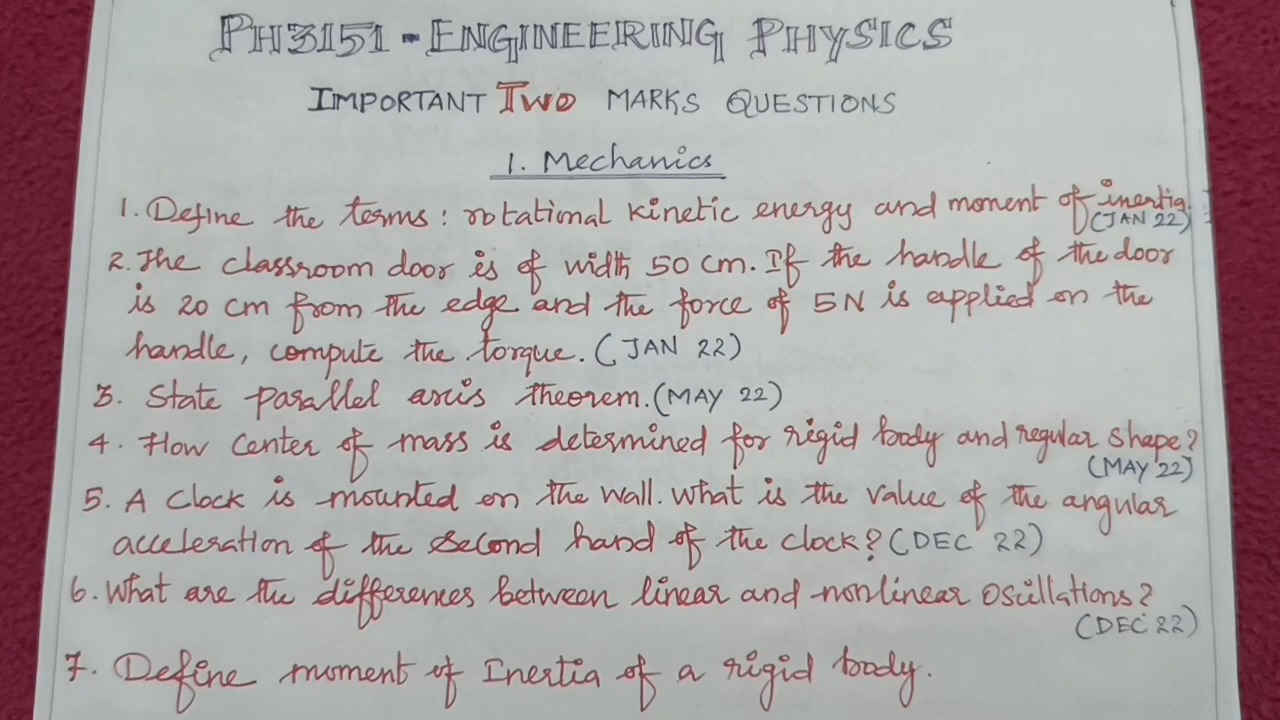 PH3151 - ENGINEERING PHYSICS
IMPORTANT TWO MARKS QUESTIONS
1. Mechanics
1. Define the terms: rotational kinetic energy and moment of inertia.
(JAN 22)
2. The classroom door is of width 50 cm. If the handle of the door
is 20 cm from the edge and the force of 5N is applied on the
handle, compute the torque. (JAN 22)
3. State parallel axis theorem. (MAY 22)
4. How center of mass is determined for rigid body and regular shape?
(MAY 22)
5. A clock is mounted on the wall. What is the value of the angular
acceleration of the second hand of the clock? (DEC 22)
6. What are the differences between linear and nonlinear oscillations?
(DEC 22)
7. Define moment of Inertia of a rigid body.